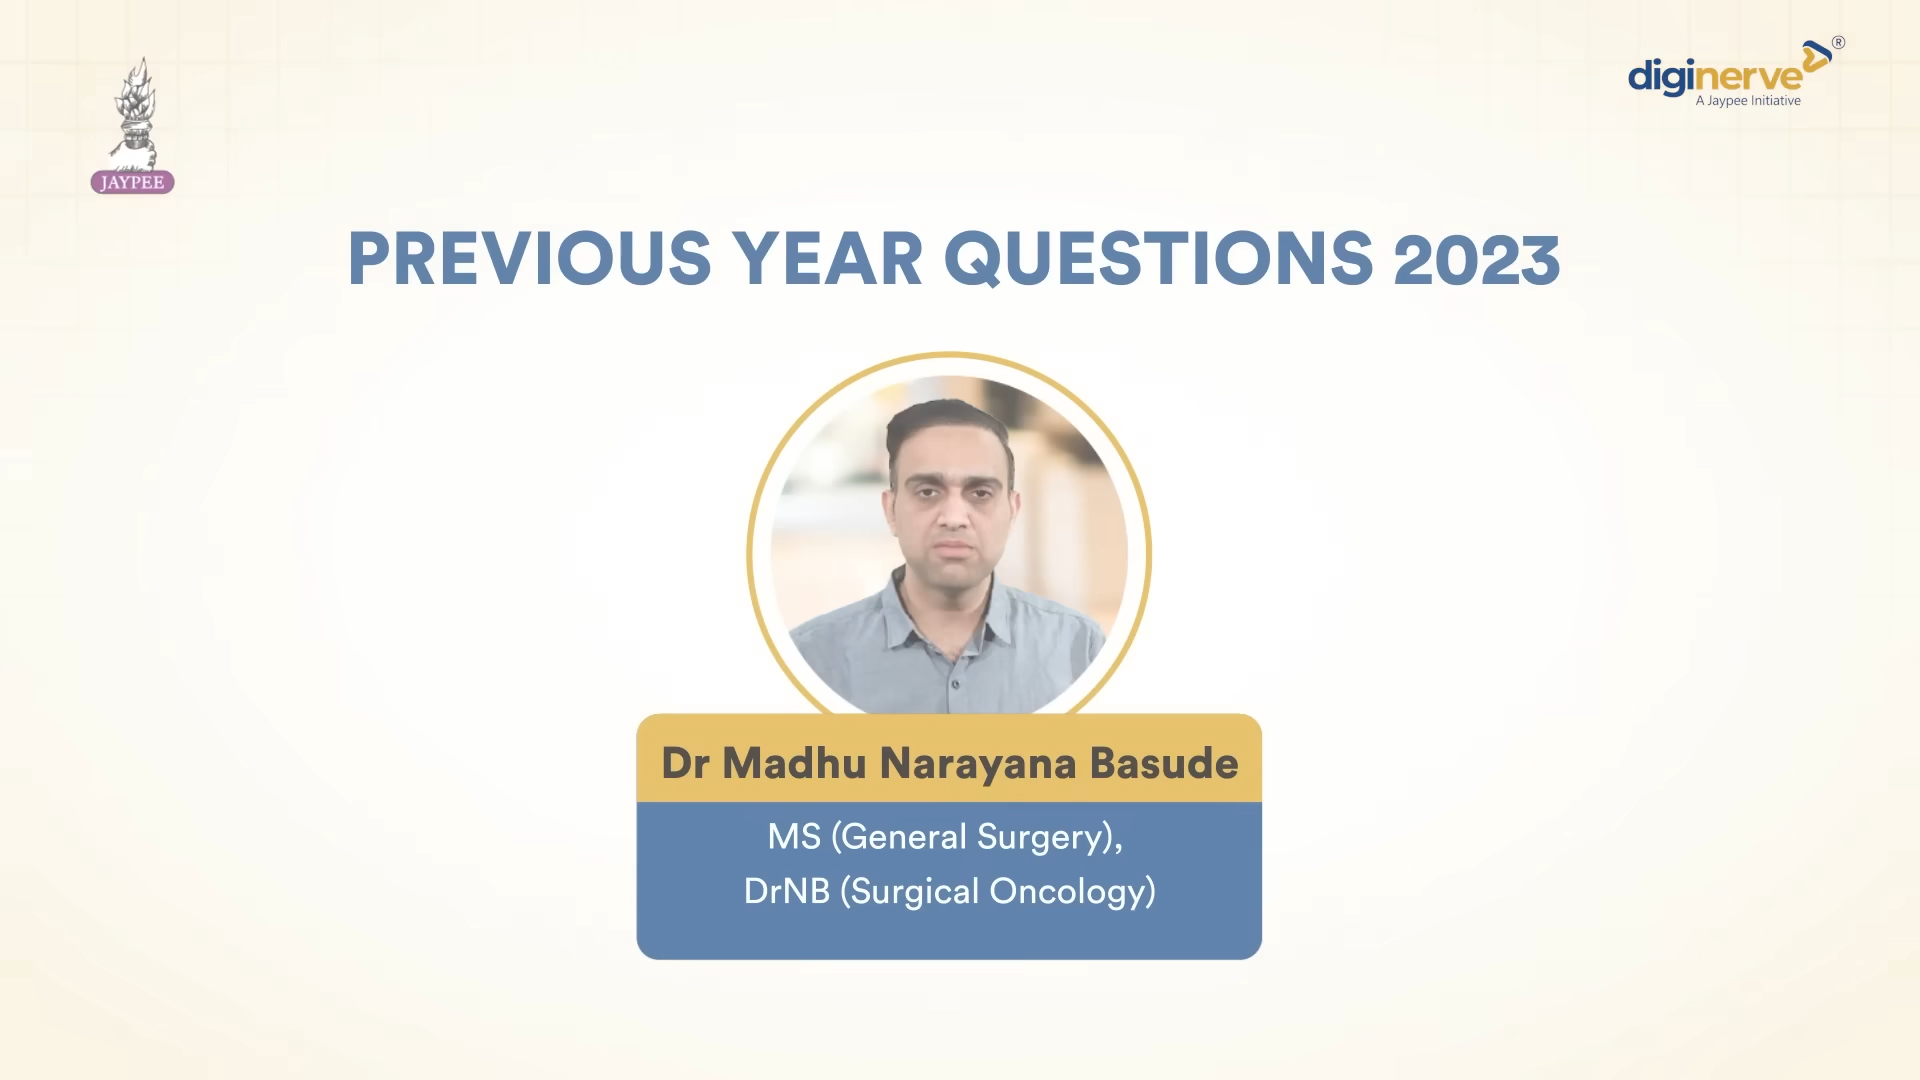 JAYPEE
diginerve®
A Jaypee Initiative
PREVIOUS YEAR QUESTIONS 2023
Dr Madhu Narayana Basude
MS (General Surgery),
DrNB (Surgical Oncology)